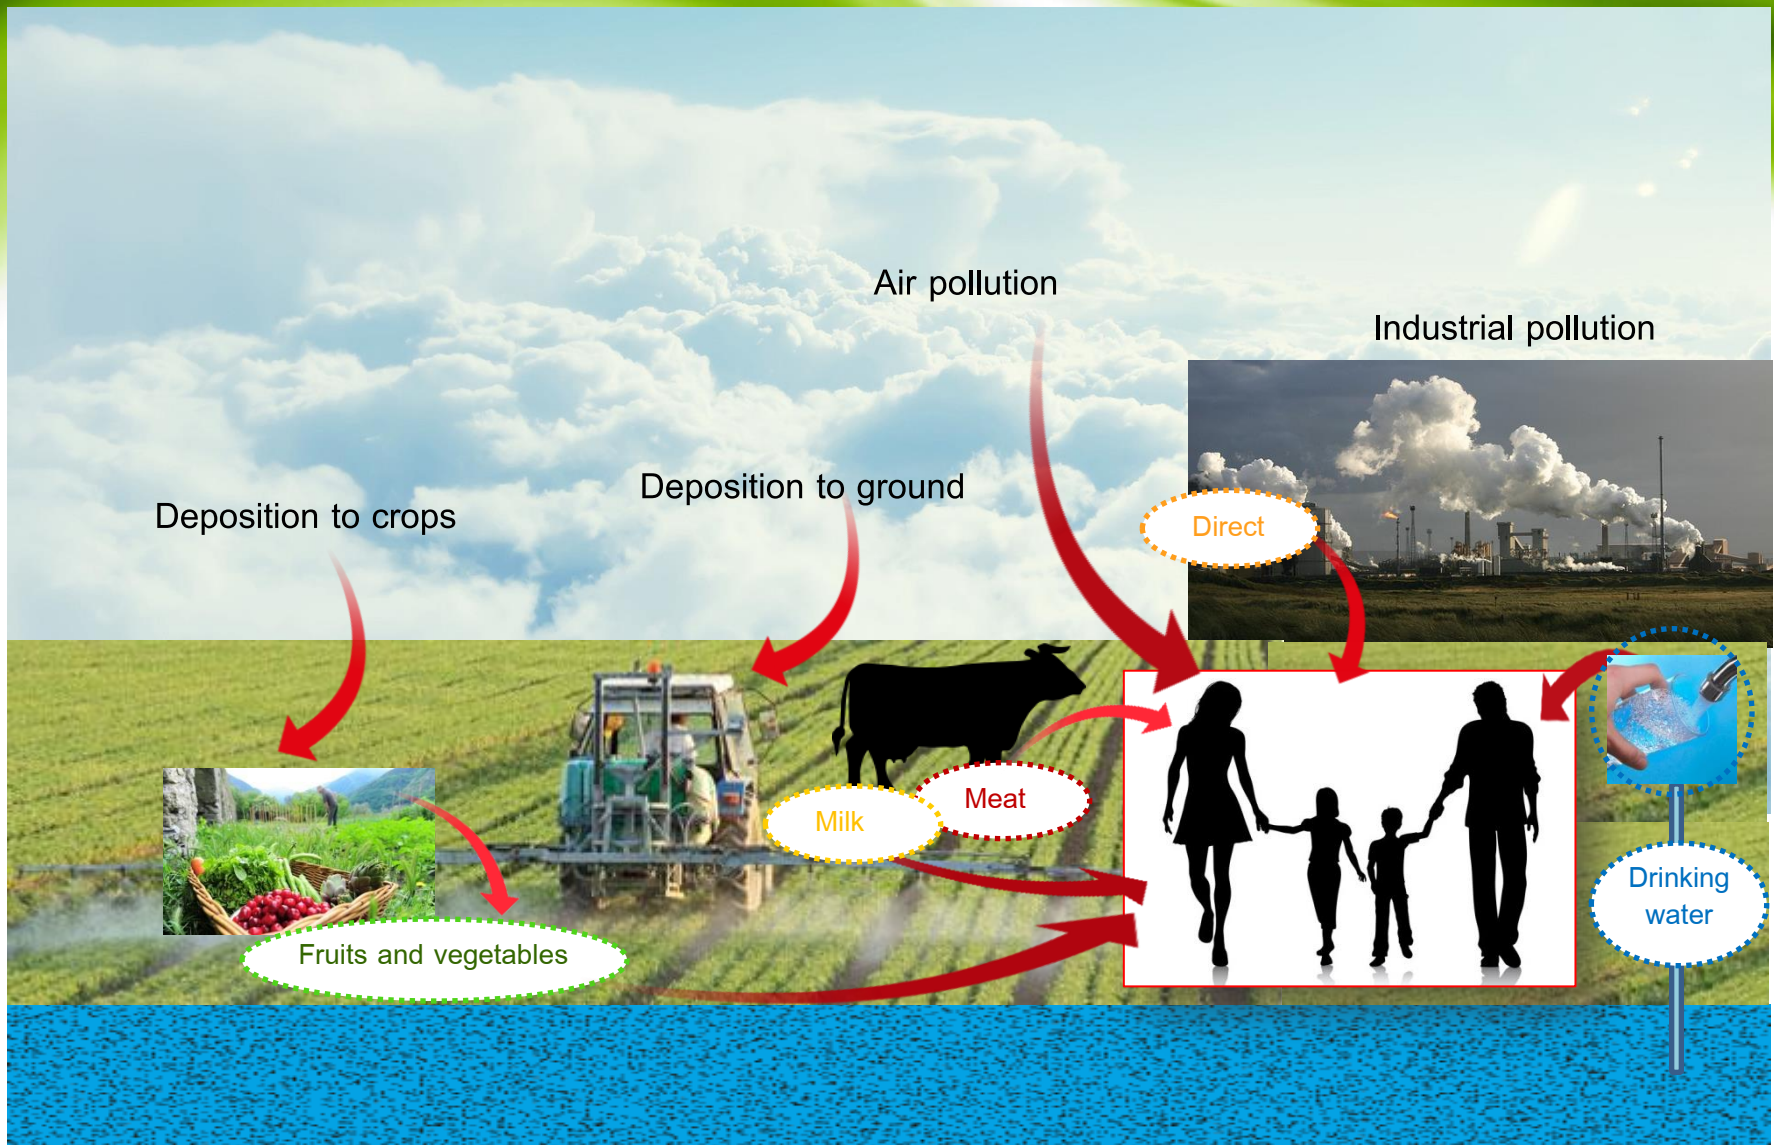 Air pollution
Industrial pollution
Deposition to ground
Deposition to crops
Direct
Meat
Milk
Drinking
water
Fruits and vegetables